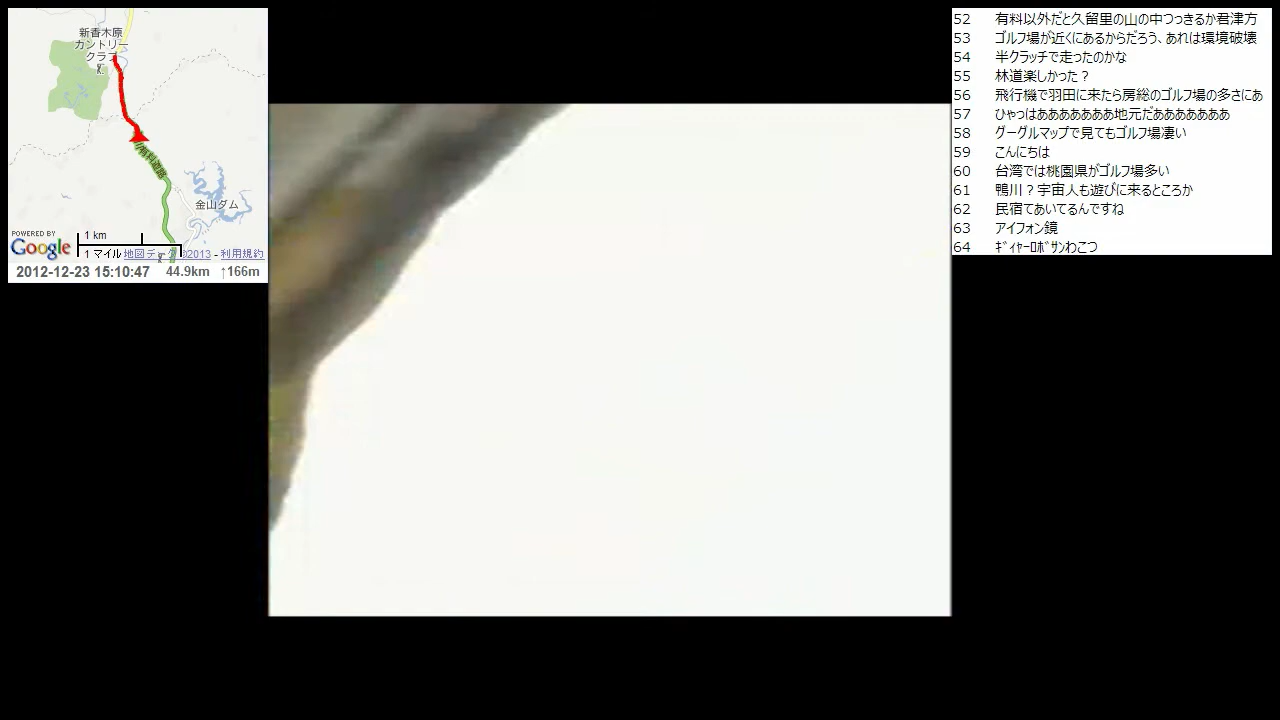 新香木原
カントリー
クラブ
有料道路
金山ダム
POWERED BY
Google
1 km
1 マイル
地図データ ©2013 - 利用規約
2012-12-23 15:10:47 44.9km ↑166m
52 有料以外だと久留里の山の中つっきるか君津方
53 ゴルフ場が近くにあるからだろう、あれは環境破壊
54 半クラッチで走ったのかな
55 林道楽しかった？
56 飛行機で羽田に来たら房総のゴルフ場の多さにあ
57 ひゃっはあああああああ地元だあああああああ
58 グーグルマップで見てもゴルフ場凄い
59 こんにちは
60 台湾では桃園県がゴルフ場多い
61 鴨川？宇宙人も遊びに来るところか
62 民宿てあいてるんですね
63 アイフォン鏡
64 ｷﾞｨｬｰﾛﾎﾞｻﾝわこつ